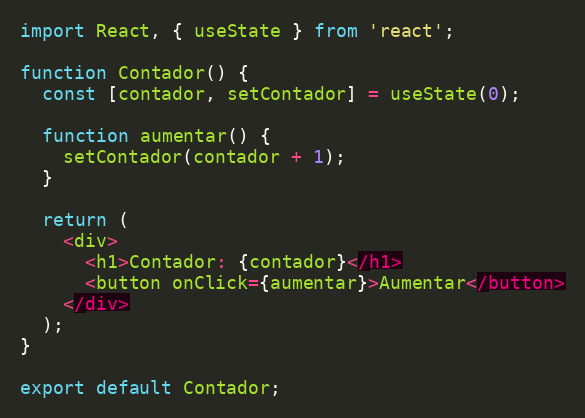 import React, { useState } from 'react';

function Contador() {
  const [contador, setContador] = useState(0);

  function aumentar() {
    setContador(contador + 1);
  }

  return (
    <div>
      <h1>Contador: {contador}</h1>
      <button onClick={aumentar}>Aumentar</button>
    </div>
  );
}

export default Contador;